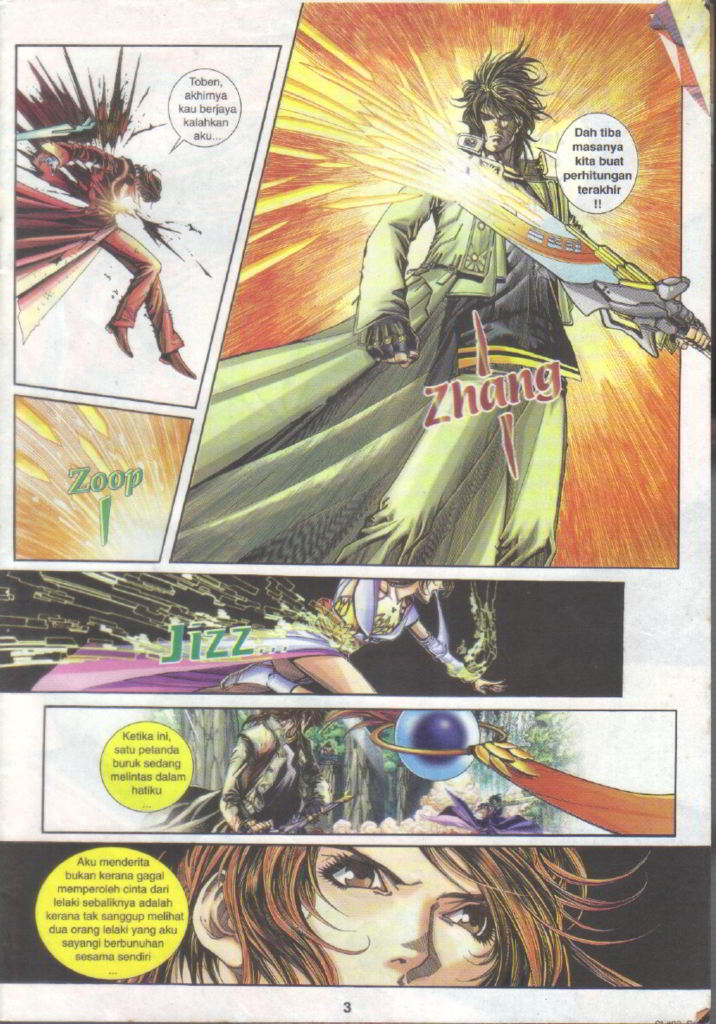 Toben,
akhirnya
kau berjaya
kalahkan
aku...
Dah tiba
masanya
kita buat
perhitungan
terakhir
!!
Zhang
!
Zoop
!
Jizz...
Ketika ini,
satu petanda
buruk sedang
melintas dalam
hatiku
...
Aku menderita
bukan kerana gagal
memperoleh cinta dari
lelaki sebaliknya adalah
kerana tak sanggup melihat
dua orang lelaki yang aku
sayangi berbunuhan
sesama sendiri
...
3